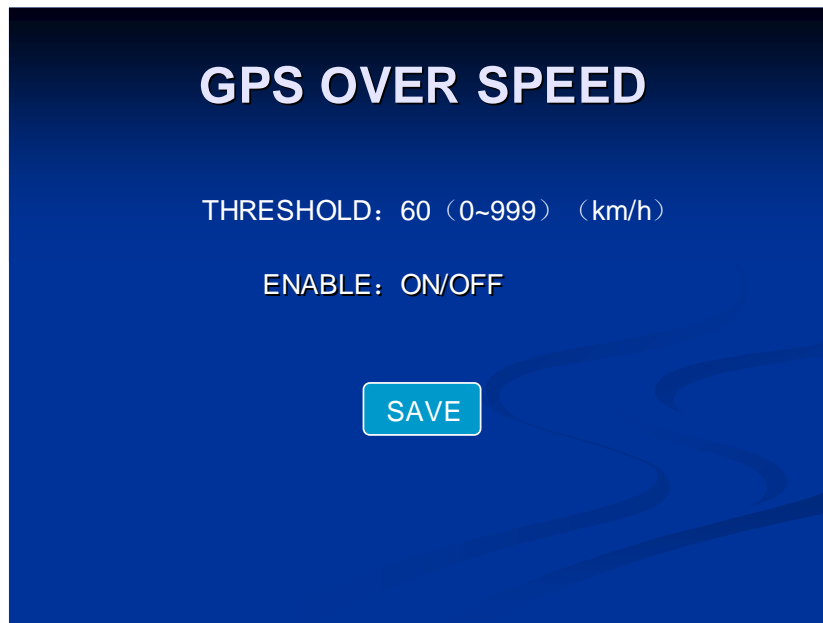 GPS OVER SPEED
THRESHOLD：60（0~999）（km/h）
ENABLE：ON/OFF
SAVE